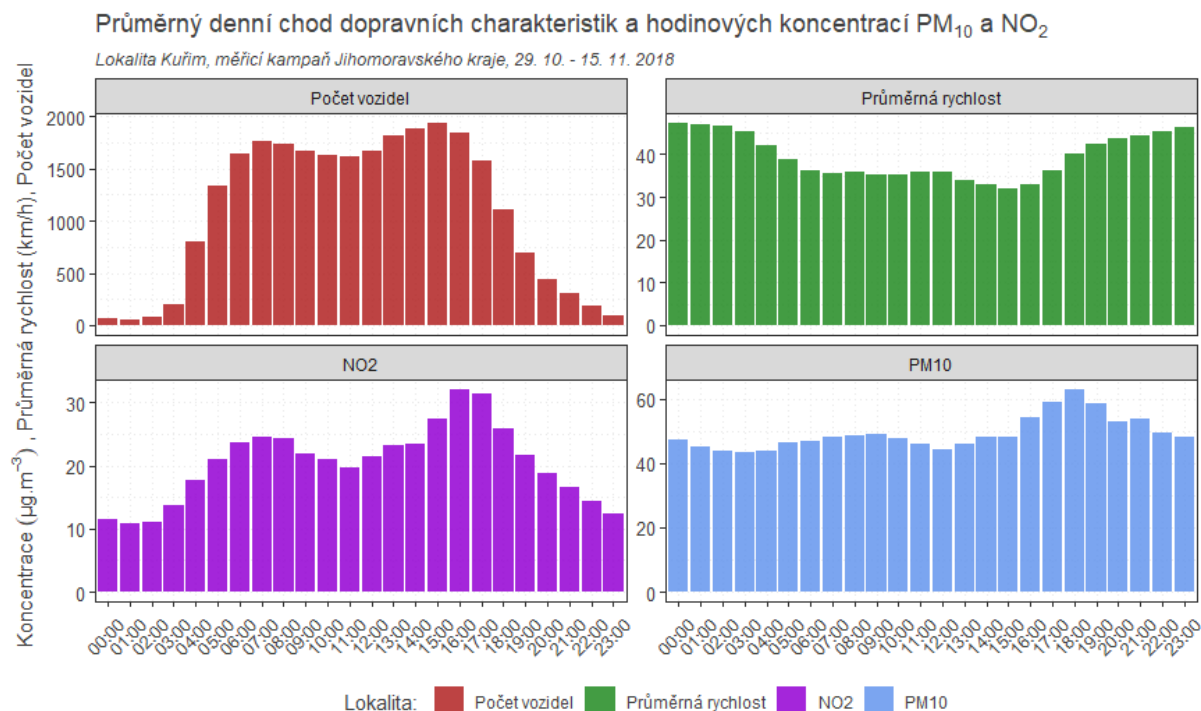 Průměrný denní chod dopravních charakteristik a hodinových koncentrací PM₁₀ a NO₂
Lokalita Kuřim, měřicí kampaň Jihomoravského kraje, 29. 10. - 15. 11. 2018
Koncentrace (µg.m⁻³) , Průměrná rychlost (km/h), Počet vozidel
Počet vozidel
2000
1500
1000
500
0
Průměrná rychlost
40
30
20
10
0
NO2
30
20
10
0
PM10
60
40
20
0
00:00 01:00 02:00 03:00 04:00 05:00 06:00 07:00 08:00 09:00 10:00 11:00 12:00 13:00 14:00 15:00 16:00 17:00 18:00 19:00 20:00 21:00 22:00 23:00
00:00 01:00 02:00 03:00 04:00 05:00 06:00 07:00 08:00 09:00 10:00 11:00 12:00 13:00 14:00 15:00 16:00 17:00 18:00 19:00 20:00 21:00 22:00 23:00
Lokalita: Počet vozidel Průměrná rychlost NO2 PM10